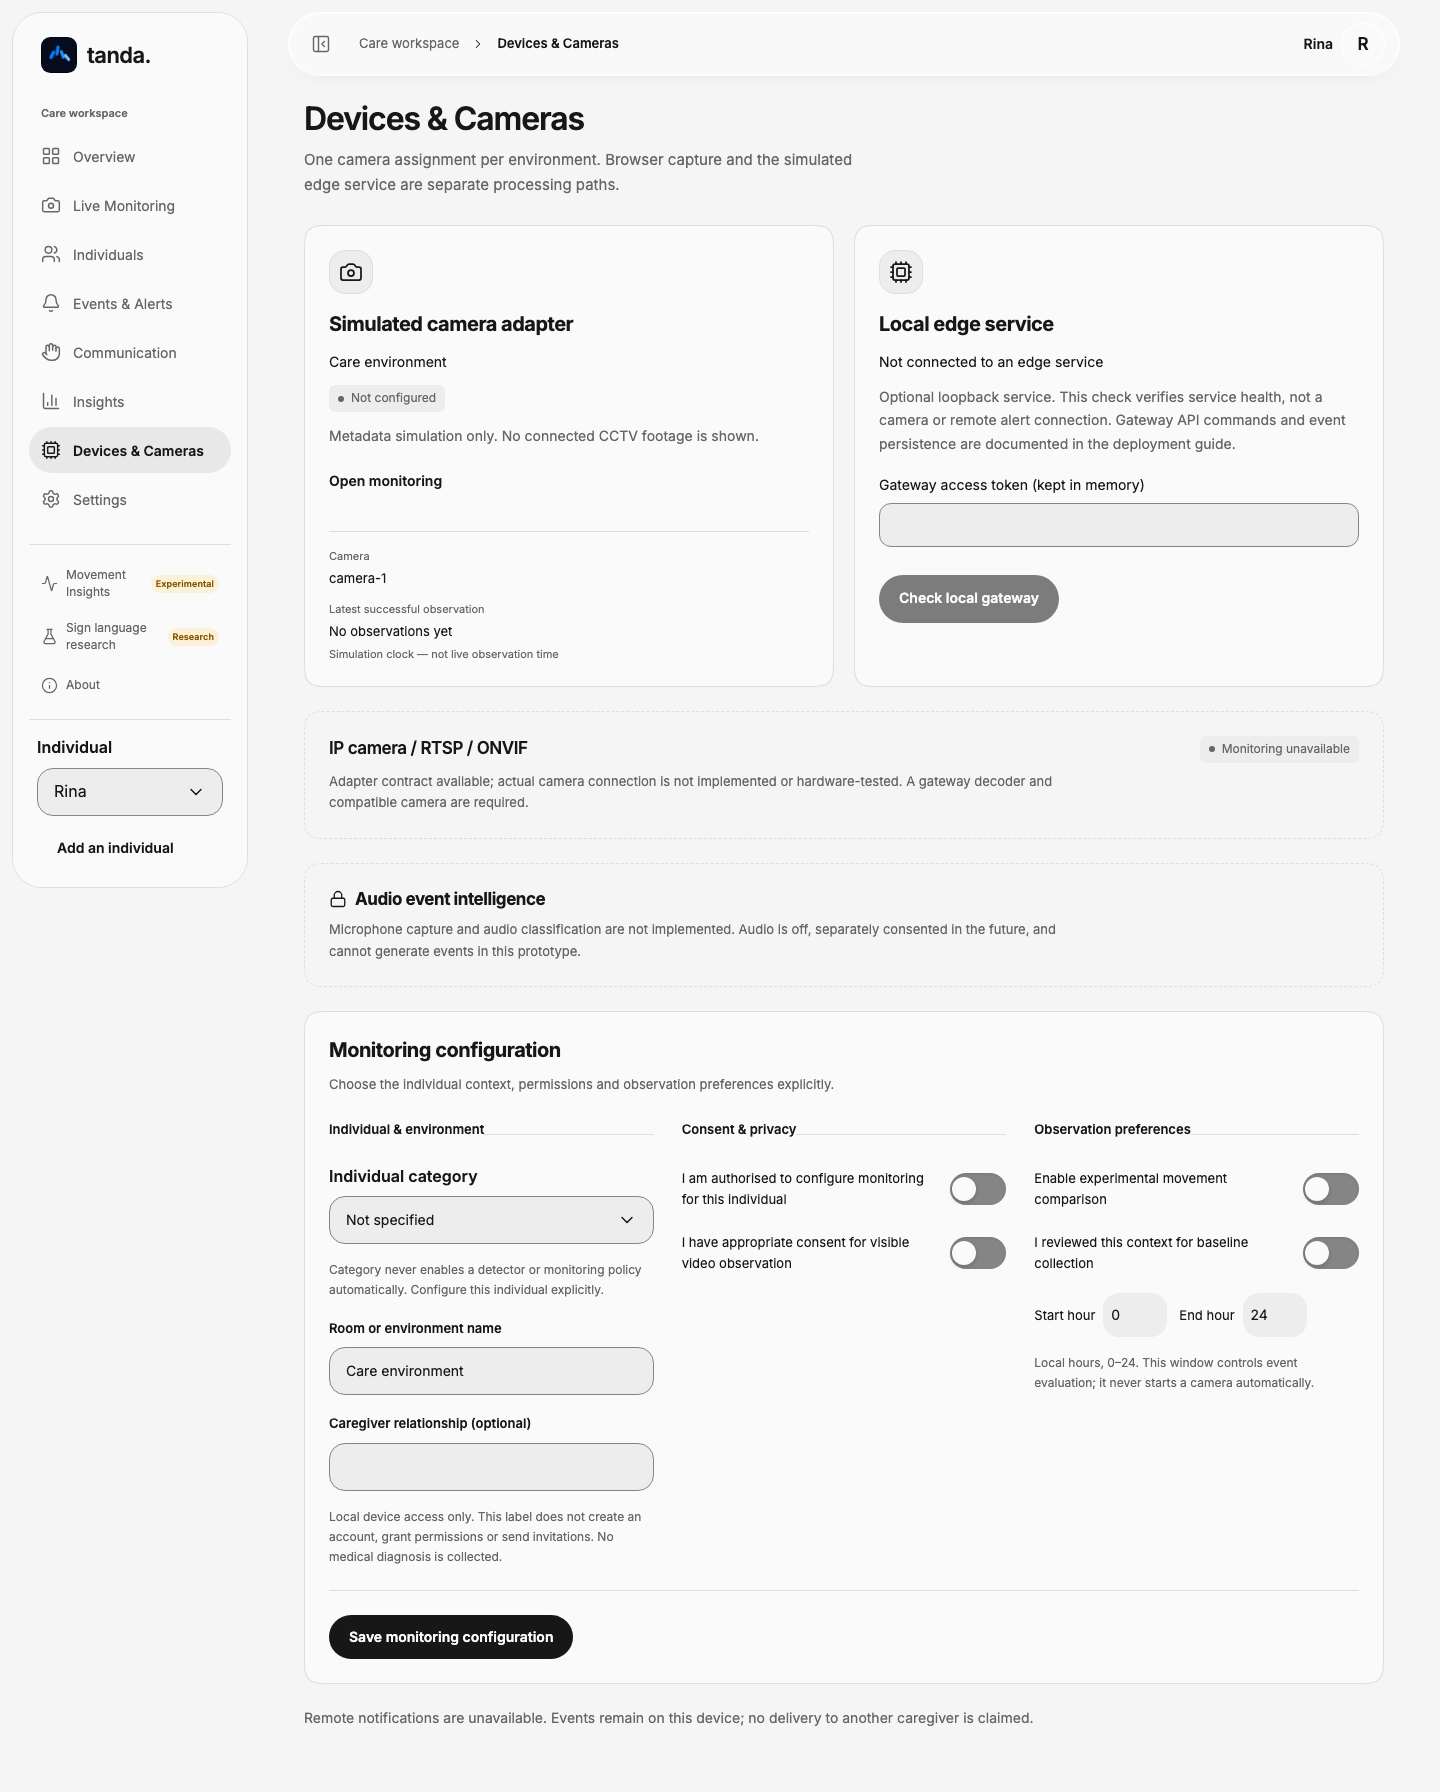 tanda.
Care workspace
Overview
Live Monitoring
Individuals
Events & Alerts
Communication
Insights
Devices & Cameras
Settings
Movement
Insights
Experimental
Sign language
research
Research
About
Individual
Rina
Add an individual
Care workspace > Devices & Cameras
Rina R
Devices & Cameras
One camera assignment per environment. Browser capture and the simulated
edge service are separate processing paths.
Simulated camera adapter
Care environment
Not configured
Metadata simulation only. No connected CCTV footage is shown.
Open monitoring
Camera
camera-1
Latest successful observation
No observations yet
Simulation clock — not live observation time
Local edge service
Not connected to an edge service
Optional loopback service. This check verifies service health, not a
camera or remote alert connection. Gateway API commands and event
persistence are documented in the deployment guide.
Gateway access token (kept in memory)
Check local gateway
IP camera / RTSP / ONVIF
Monitoring unavailable
Adapter contract available; actual camera connection is not implemented or hardware-tested. A gateway decoder and
compatible camera are required.
Audio event intelligence
Microphone capture and audio classification are not implemented. Audio is off, separately consented in the future, and
cannot generate events in this prototype.
Monitoring configuration
Choose the individual context, permissions and observation preferences explicitly.
Individual & environment
Individual category
Not specified
Category never enables a detector or monitoring policy
automatically. Configure this individual explicitly.
Room or environment name
Care environment
Caregiver relationship (optional)
Local device access only. This label does not create an
account, grant permissions or send invitations. No
medical diagnosis is collected.
Consent & privacy
I am authorised to configure monitoring
for this individual
I have appropriate consent for visible
video observation
Observation preferences
Enable experimental movement
comparison
I reviewed this context for baseline
collection
Start hour 0 End hour 24
Local hours, 0–24. This window controls event
evaluation; it never starts a camera automatically.
Save monitoring configuration
Remote notifications are unavailable. Events remain on this device; no delivery to another caregiver is claimed.